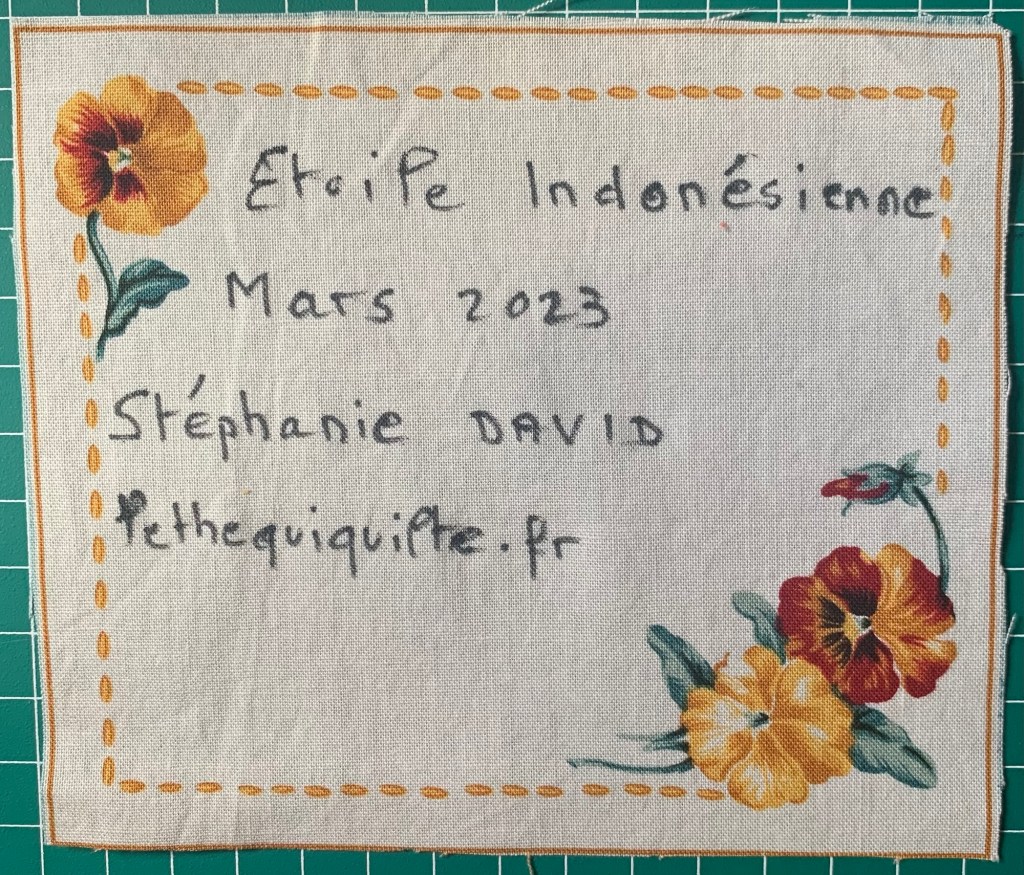 Etoile Indonésienne
Mars 2023
Stéphanie DAVID
lethequiquilte.fr